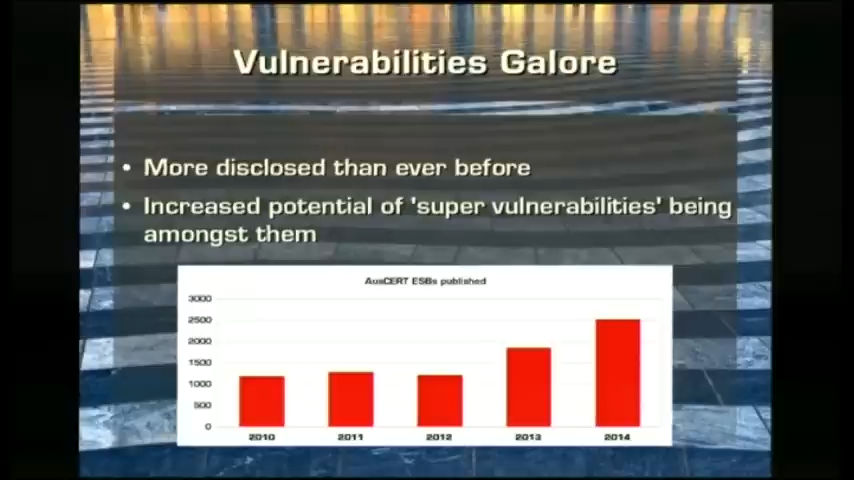 Vulnerabilities Galore
• More disclosed than ever before
• Increased potential of 'super vulnerabilities' being
amongst them
AusCERT ESBs published
3000
2500
2000
1500
1000
500
0
2010 2011 2012 2013 2014